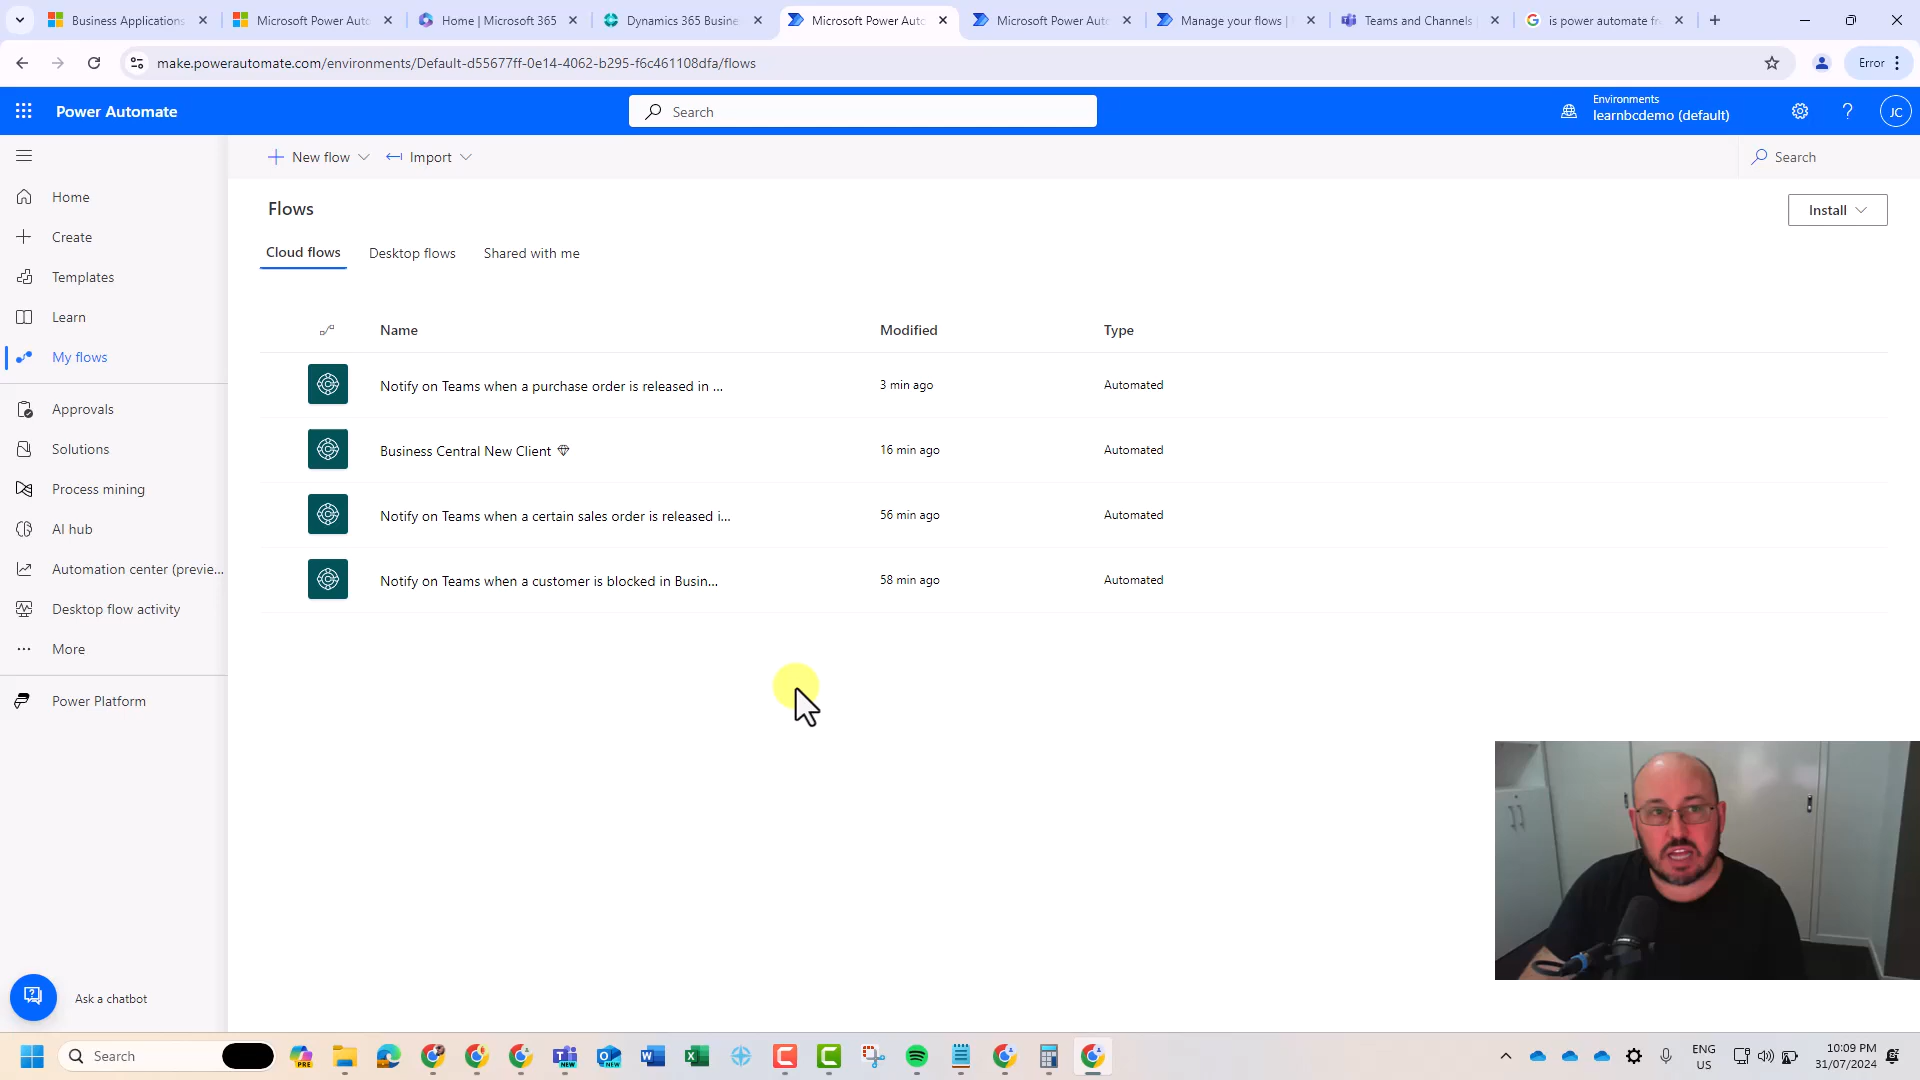 Business Applications
Microsoft Power Auto
Home | Microsoft 365
Dynamics 365 Busine
Microsoft Power Auto
Microsoft Power Auto
Manage your flows |
Teams and Channels
is power automate fr
make.powerautomate.com/environments/Default-d55677ff-0e14-4062-b295-f6c461108dfa/flows
Error
Power Automate
Search
Environments
learnbcdemo (default)
JC
New flow
Import
Search
Home
Create
Templates
Learn
My flows
Approvals
Solutions
Process mining
AI hub
Automation center (previe...
Desktop flow activity
More
Power Platform
Ask a chatbot
Flows
Install
Cloud flows
Desktop flows
Shared with me
Name
Modified
Type
Notify on Teams when a purchase order is released in ...
3 min ago
Automated
Business Central New Client
16 min ago
Automated
Notify on Teams when a certain sales order is released i...
56 min ago
Automated
Notify on Teams when a customer is blocked in Busin...
58 min ago
Automated
Search
PRE
NEW
NEW
ENG
US
10:09 PM
31/07/2024